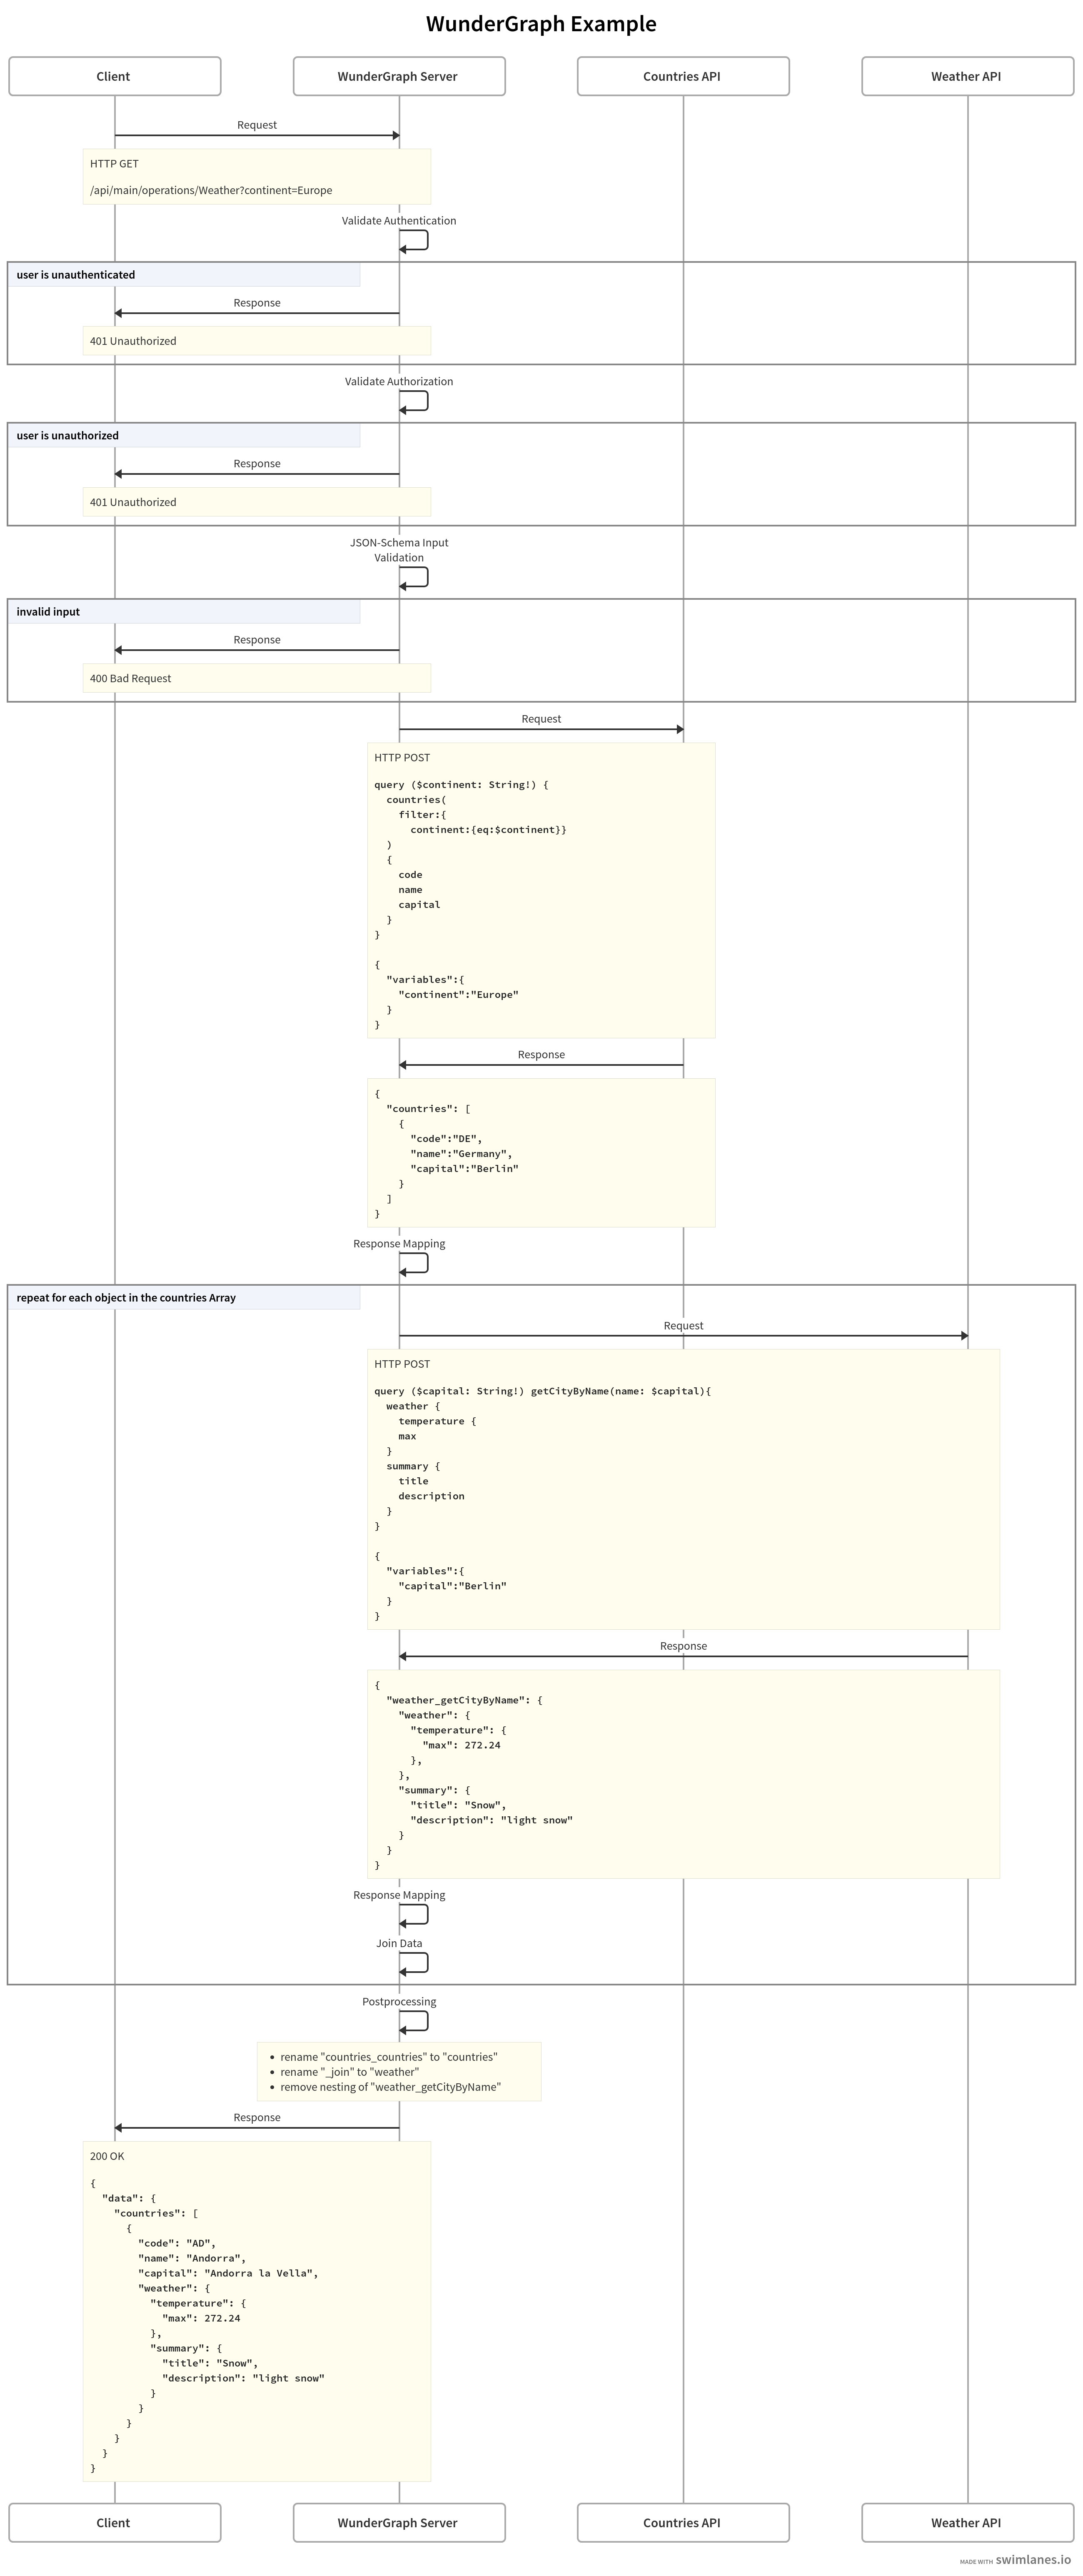 WunderGraph Example
Client
WunderGraph Server
Countries API
Weather API
Request
HTTP GET
/api/main/operations/Weather?continent=Europe
Validate Authentication
user is unauthenticated
Response
401 Unauthorized
Validate Authorization
user is unauthorized
Response
401 Unauthorized
JSON-Schema Input
Validation
invalid input
Response
400 Bad Request
Request
HTTP POST
query ($continent: String!) {
  countries(
    filter:{
      continent:{eq:$continent}}
  )
  {
    code
    name
    capital
  }
}
{
  "variables":{
    "continent":"Europe"
  }
}
Response
{
  "countries": [
    {
      "code":"DE",
      "name":"Germany",
      "capital":"Berlin"
    }
  ]
}
Response Mapping
repeat for each object in the countries Array
Request
HTTP POST
query ($capital: String!) getCityByName(name: $capital){
  weather {
    temperature {
    max
  }
  summary {
    title
    description
  }
}
{
  "variables":{
    "capital":"Berlin"
  }
}
Response
{
  "weather_getCityByName": {
    "weather": {
      "temperature": {
        "max": 272.24
      },
    },
    "summary": {
      "title": "Snow",
      "description": "light snow"
    }
  }
}
Response Mapping
Join Data
Postprocessing
• rename "countries_countries" to "countries"
• rename "_join" to "weather"
• remove nesting of "weather_getCityByName"
Response
200 OK
{
  "data": {
    "countries": [
      {
        "code": "AD",
        "name": "Andorra",
        "capital": "Andorra la Vella",
        "weather": {
          "temperature": {
            "max": 272.24
          },
          "summary": {
            "title": "Snow",
            "description": "light snow"
          }
        }
      }
    }
  }
}
Client
WunderGraph Server
Countries API
Weather API
MADE WITH swimlanes.io